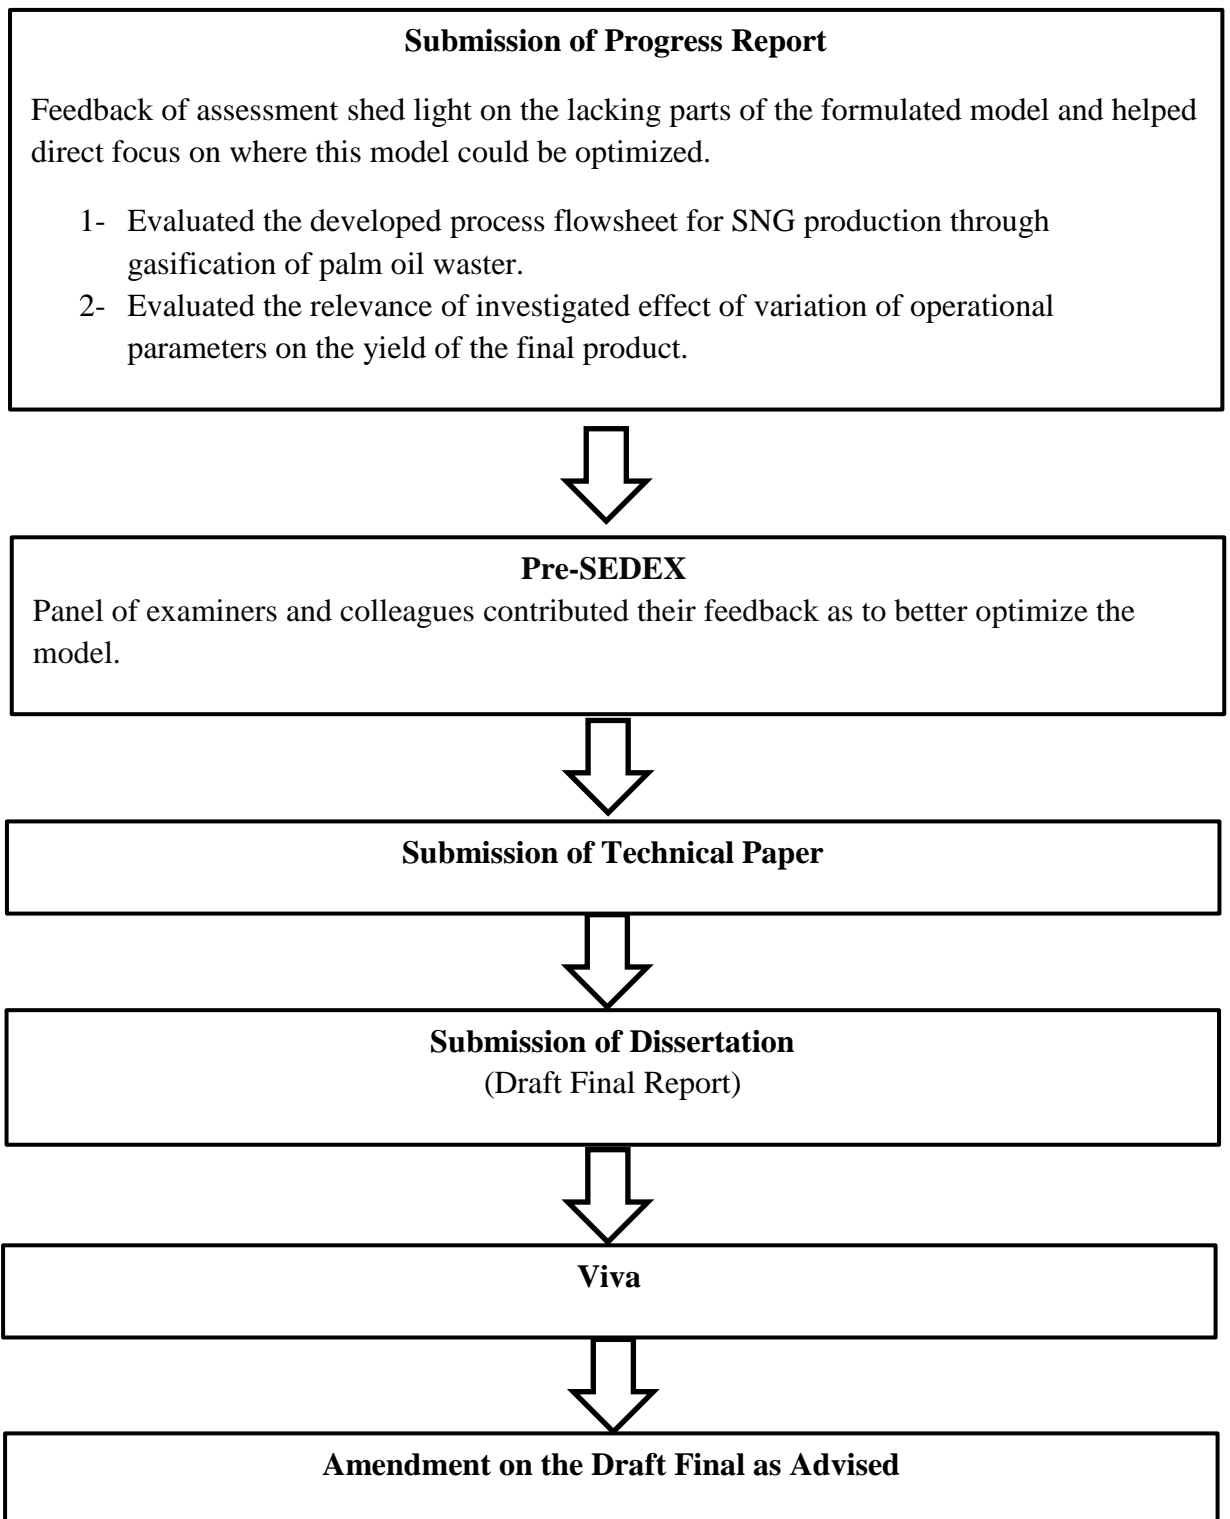 Submission of Progress Report
Feedback of assessment shed light on the lacking parts of the formulated model and helped
direct focus on where this model could be optimized.
1- Evaluated the developed process flowsheet for SNG production through
gasification of palm oil waster.
2- Evaluated the relevance of investigated effect of variation of operational
parameters on the yield of the final product.
Pre-SEDEX
Panel of examiners and colleagues contributed their feedback as to better optimize the
model.
Submission of Technical Paper
Submission of Dissertation
(Draft Final Report)
Viva
Amendment on the Draft Final as Advised